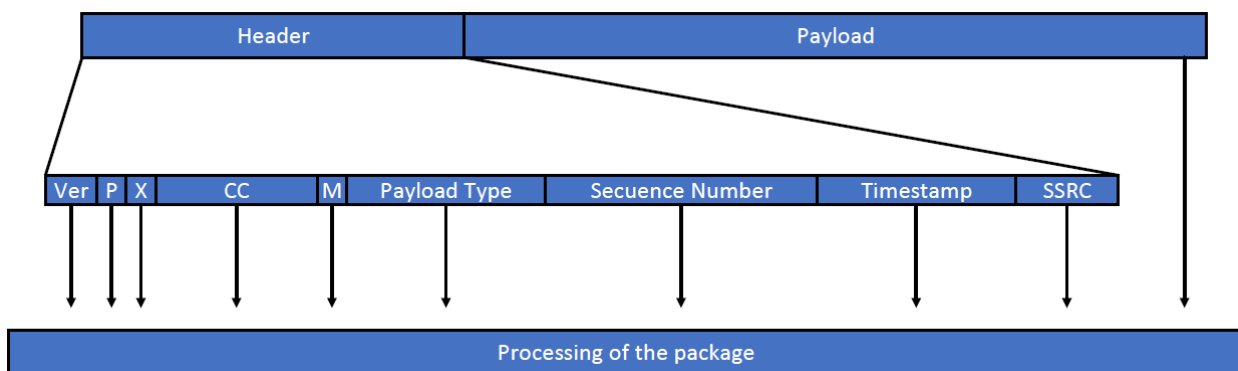 Header Payload
Ver P X CC M Payload Type Secuence Number Timestamp SSRC
Processing of the package